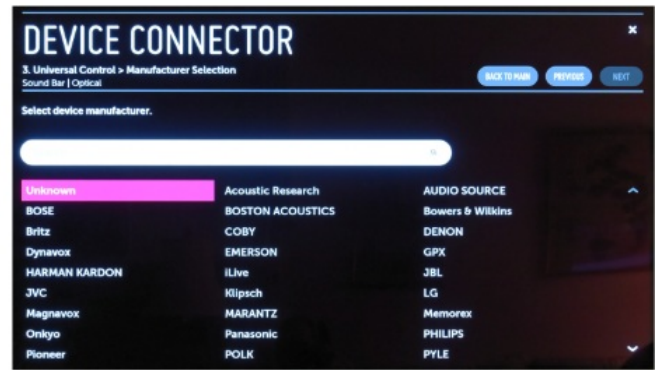 DEVICE CONNECTOR
3. Universal Control > Manufacturer Selection
Sound Bar | Optical
BACK TO MAIN PREVIOUS NEXT
Select device manufacturer.
Unknown Acoustic Research AUDIO SOURCE
BOSE BOSTON ACOUSTICS Bowers & Wilkins
Britz COBY DENON
Dynavox EMERSON GPX
HARMAN KARDON iLive JBL
JVC Klipsch LG
Magnavox MARANTZ Memorex
Onkyo Panasonic PHILIPS
Pioneer POLK PYLE